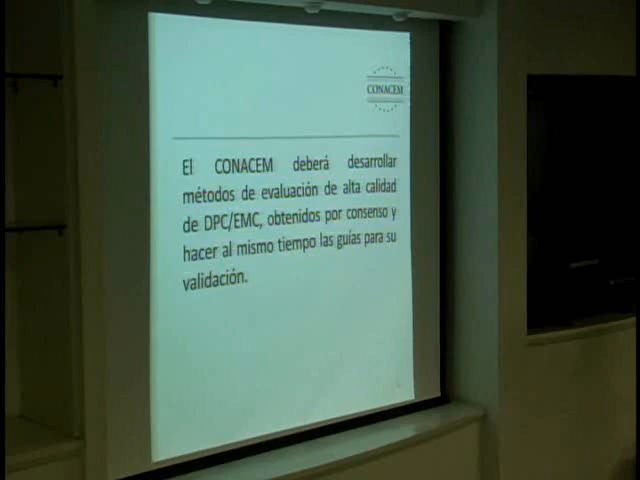 CONACEM
El CONACEM deberá desarrollar
métodos de evaluación de alta calidad
de DPC/EMC, obtenidos por consenso y
hacer al mismo tiempo las guías para su
validación.